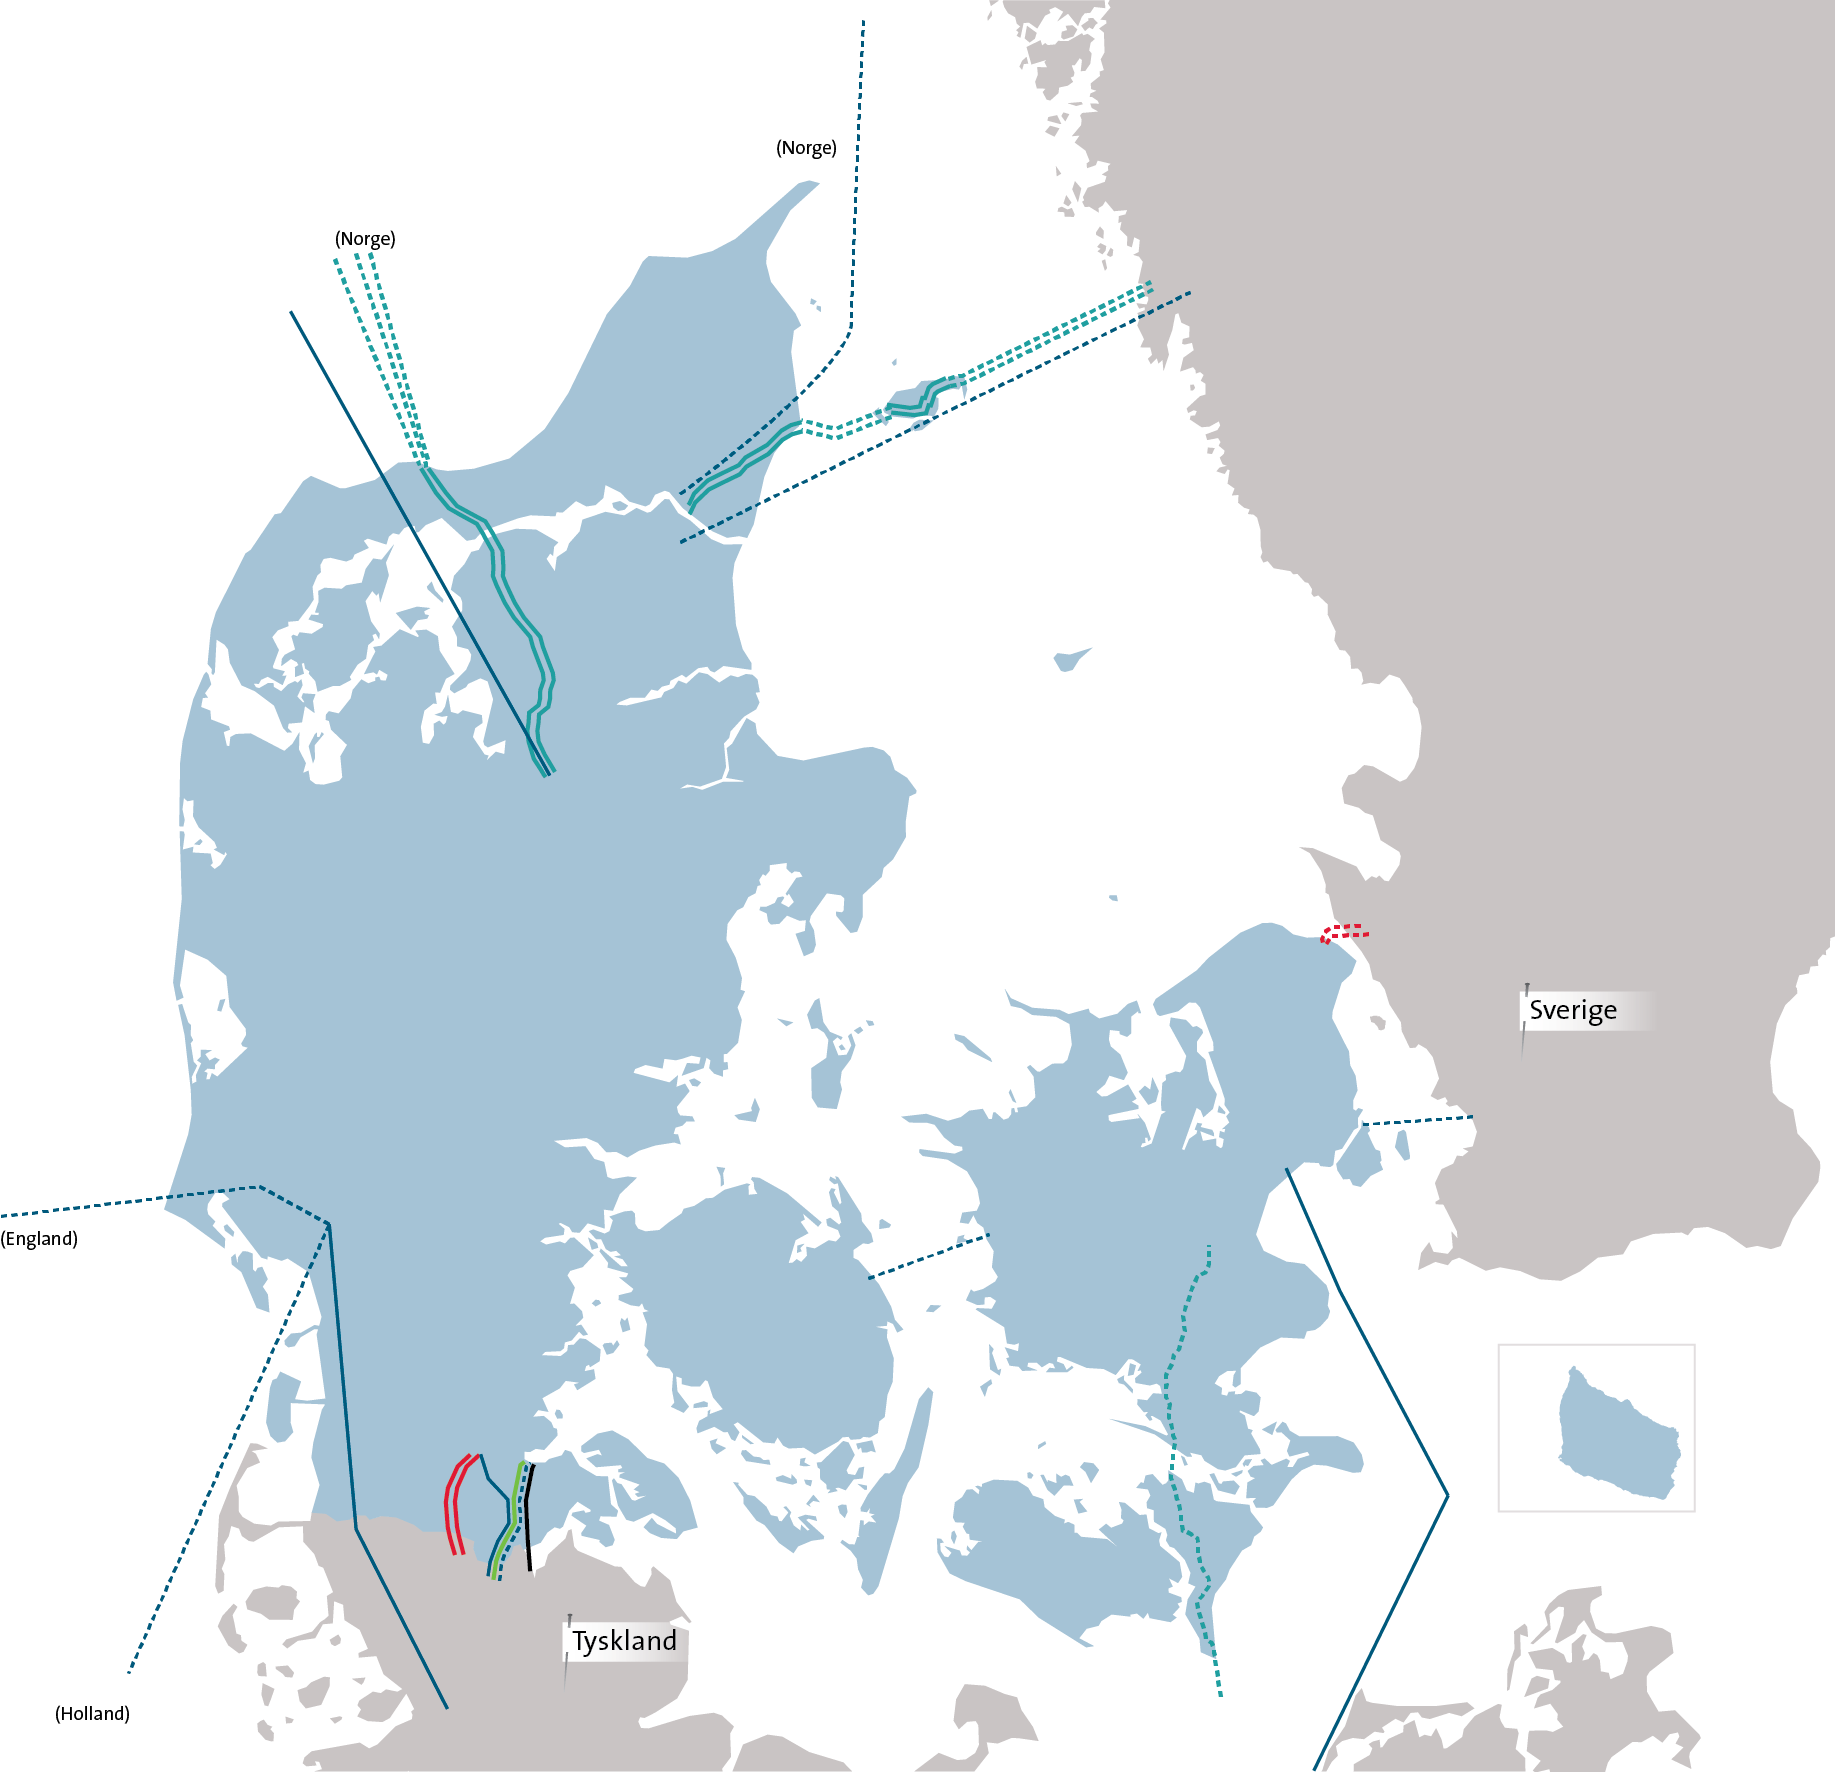 (Norge)
(Norge)
Sverige
(England)
Tyskland
(Holland)